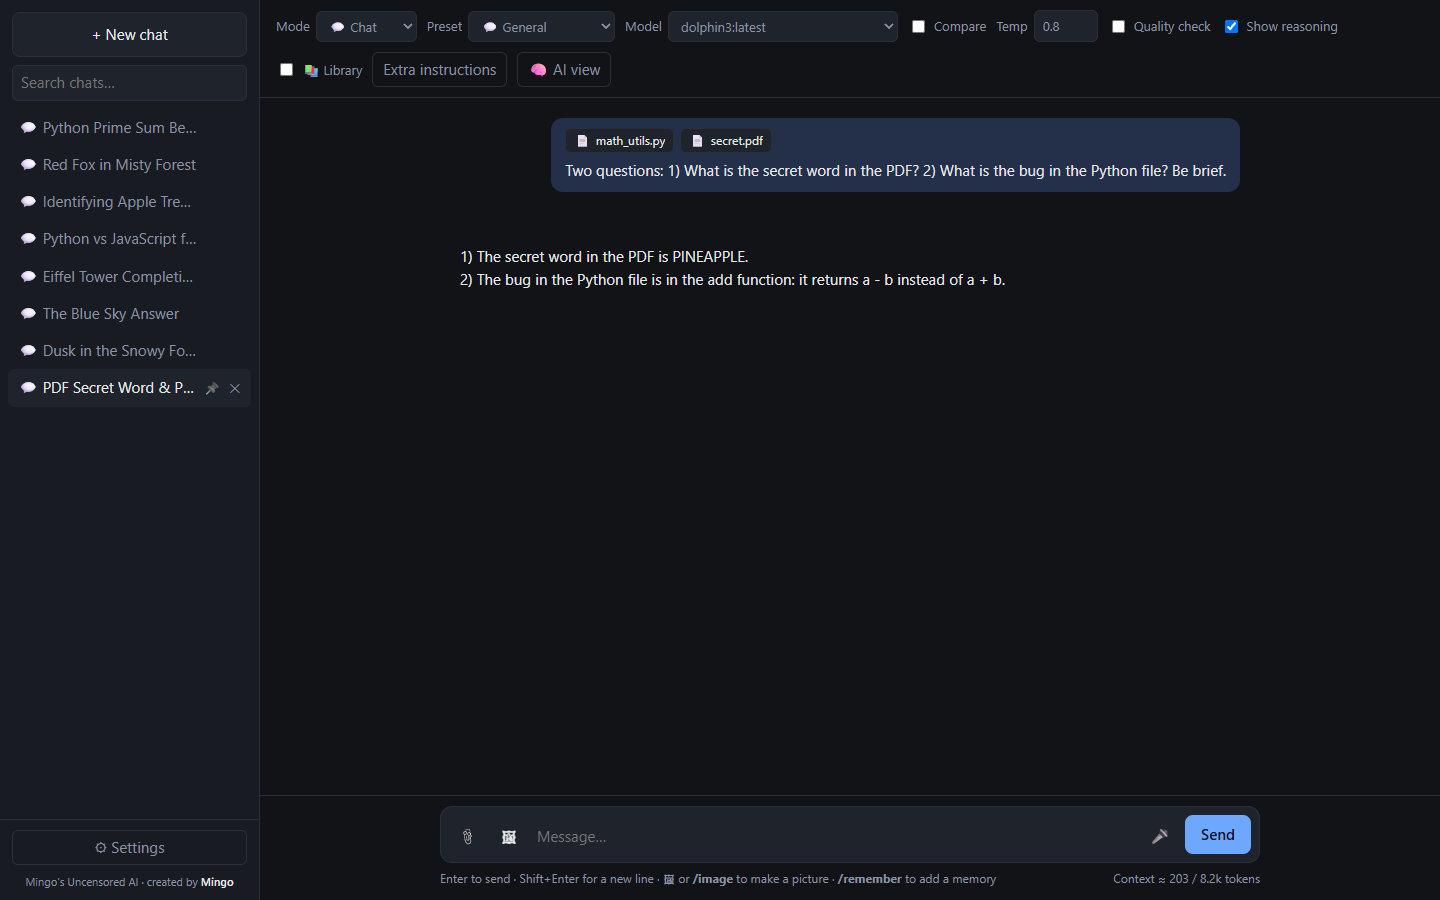 + New chat
Search chats...
Python Prime Sum Be...
Red Fox in Misty Forest
Identifying Apple Tre...
Python vs JavaScript f...
Eiffel Tower Completi...
The Blue Sky Answer
Dusk in the Snowy Fo...
PDF Secret Word & P...
⚙ Settings
Mingo's Uncensored AI · created by Mingo
Mode Chat Preset General Model dolphin3:latest Compare Temp 0.8 Quality check Show reasoning
Library Extra instructions AI view
math_utils.py secret.pdf
Two questions: 1) What is the secret word in the PDF? 2) What is the bug in the Python file? Be brief.
1) The secret word in the PDF is PINEAPPLE.
2) The bug in the Python file is in the add function: it returns a - b instead of a + b.
Message...
Send
Enter to send · Shift+Enter for a new line · 🖼 or /image to make a picture · /remember to add a memory
Context ≈ 203 / 8.2k tokens